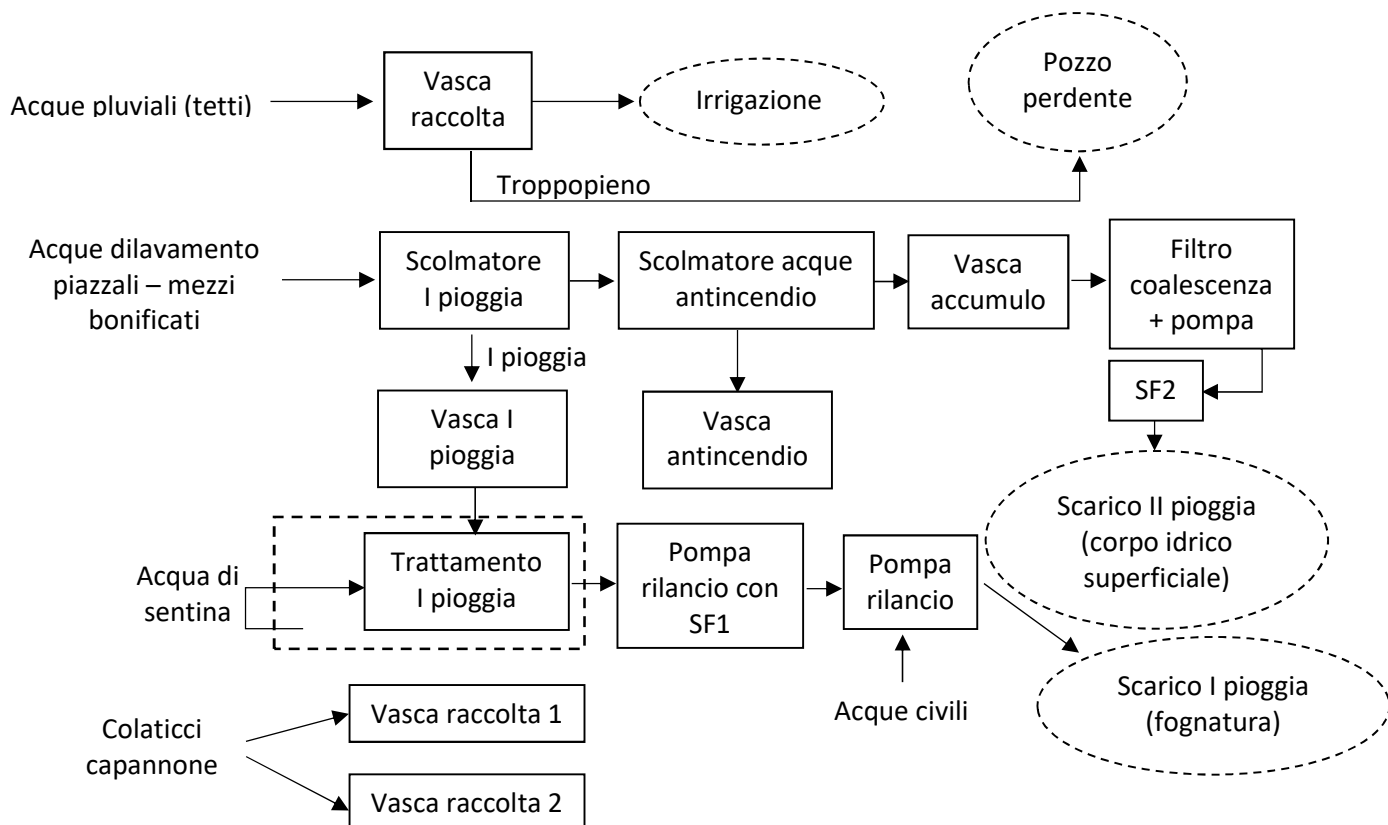 Acque pluviali (tetti)
Vasca
raccolta
Irrigazione
Pozzo
perdente
Troppopieno
Acque dilavamento
piazzali – mezzi
bonificati
Scolmatore
I pioggia
Scolmatore acque
antincendio
Vasca
accumulo
Filtro
coalescenza
+ pompa
I pioggia
SF2
Vasca I
pioggia
Vasca
antincendio
Scarico II pioggia
(corpo idrico
superficiale)
Acqua di
sentina
Trattamento
I pioggia
Pompa
rilancio con
SF1
Pompa
rilancio
Acque civili
Scarico I pioggia
(fognatura)
Colaticci
capannone
Vasca raccolta 1
Vasca raccolta 2